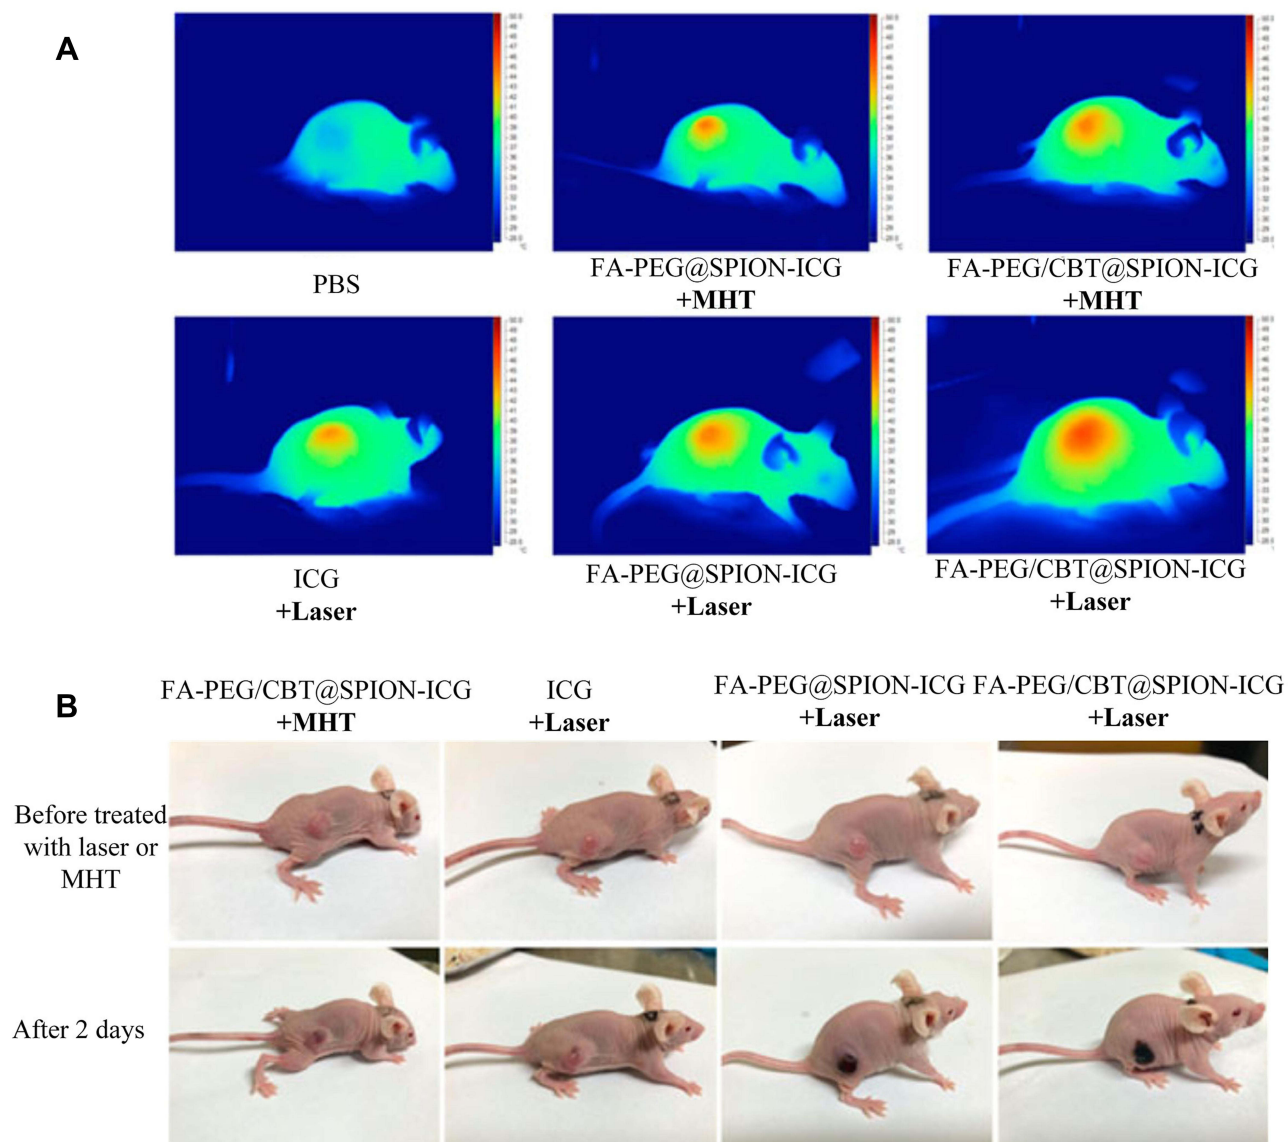 A
PBS
FA-PEG@SPION-ICG
+MHT
FA-PEG/CBT@SPION-ICG
+MHT
ICG
+Laser
FA-PEG@SPION-ICG
+Laser
FA-PEG/CBT@SPION-ICG
+Laser
B
FA-PEG/CBT@SPION-ICG
+MHT
ICG
+Laser
FA-PEG@SPION-ICG
+Laser
FA-PEG/CBT@SPION-ICG
+Laser
Before treated
with laser or
MHT
After 2 days